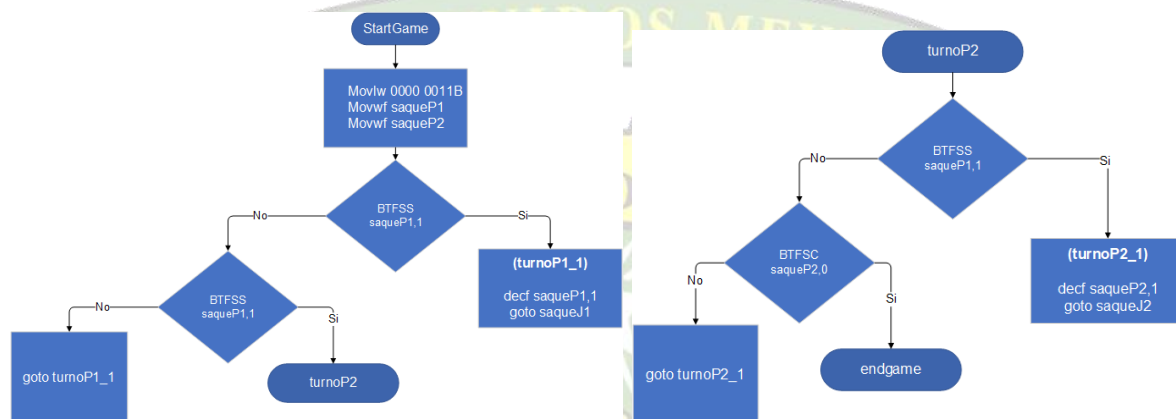 StartGame
Movlw 0000 0011B
Movwf saqueP1
Movwf saqueP2
BTFSS
saqueP1,1
No
Si
(turnoP1_1)
decf saqueP1,1
goto saqueJ1
BTFSS
saqueP1,1
No
Si
goto turnoP1_1
turnoP2
turnoP2
BTFSS
saqueP1,1
No
Si
(turnoP2_1)
decf saqueP2,1
goto saqueJ2
BTFSC
saqueP2,0
No
Si
goto turnoP2_1
endgame